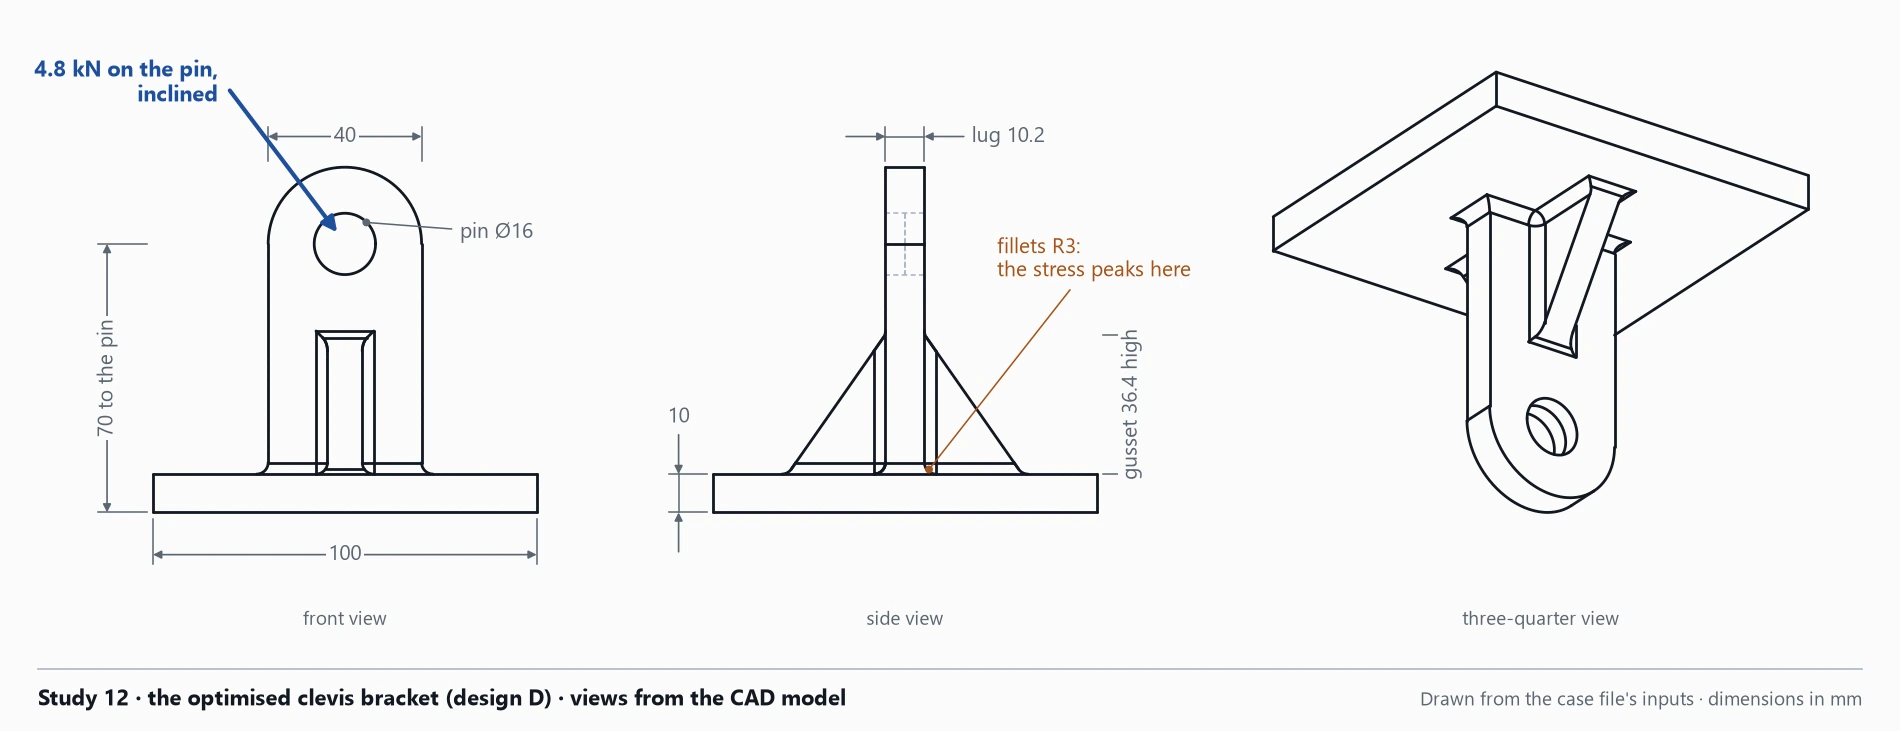 4.8 kN on the pin,
inclined
40
pin Ø16
70 to the pin
100
front view
lug 10.2
fillets R3:
the stress peaks here
gusset 36.4 high
10
side view
three-quarter view
Study 12 · the optimised clevis bracket (design D) · views from the CAD model
Drawn from the case file's inputs · dimensions in mm